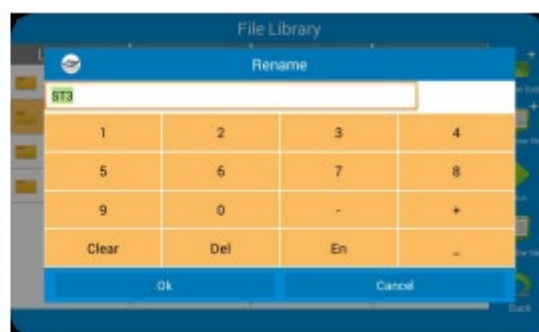 File Library
Rename
ST3
1 2 3 4
5 6 7 8
9 0 - +
Clear Del En _
Ok Cancel
Back